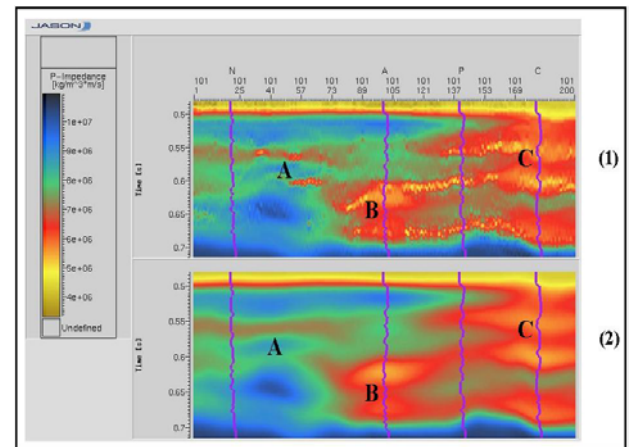 JASON
P-Impedance
[kg/m^3*m/s]
1e+07
9e+06
8e+06
7e+06
6e+06
5e+06
4e+06
Undefined
N A P C
101 101 101 101 101 101 101 101 101 101 101 101
1 25 41 57 73 89 105 121 137 153 169 200
Time [s]
0.5
0.55
0.6
0.65
0.7
A
B
C
(1)
Time [s]
0.5
0.55
0.6
0.65
0.7
A
B
C
(2)